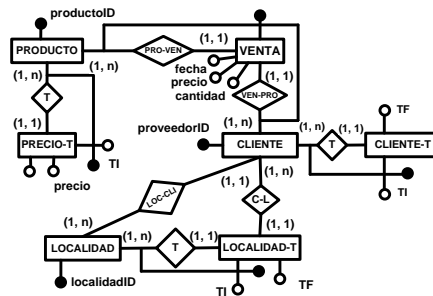 productoID
PRODUCTO
PRO-VEN
(1, 1)
VENTA
(1, n)
(1, n)
fecha
precio
cantidad
(1, 1)
VEN-PRO
T
(1, 1)
PRECIO-T
TI
precio
proveedorID
(1, n)
CLIENTE
(1, n)
T
(1, 1)
CLIENTE-T
TF
TI
LOC-CLI
(1, 1)
(1, n)
C-L
(1, n)
(1, 1)
LOCALIDAD
(1, n)
T
(1, 1)
LOCALIDAD-T
localidadID
TI
TF